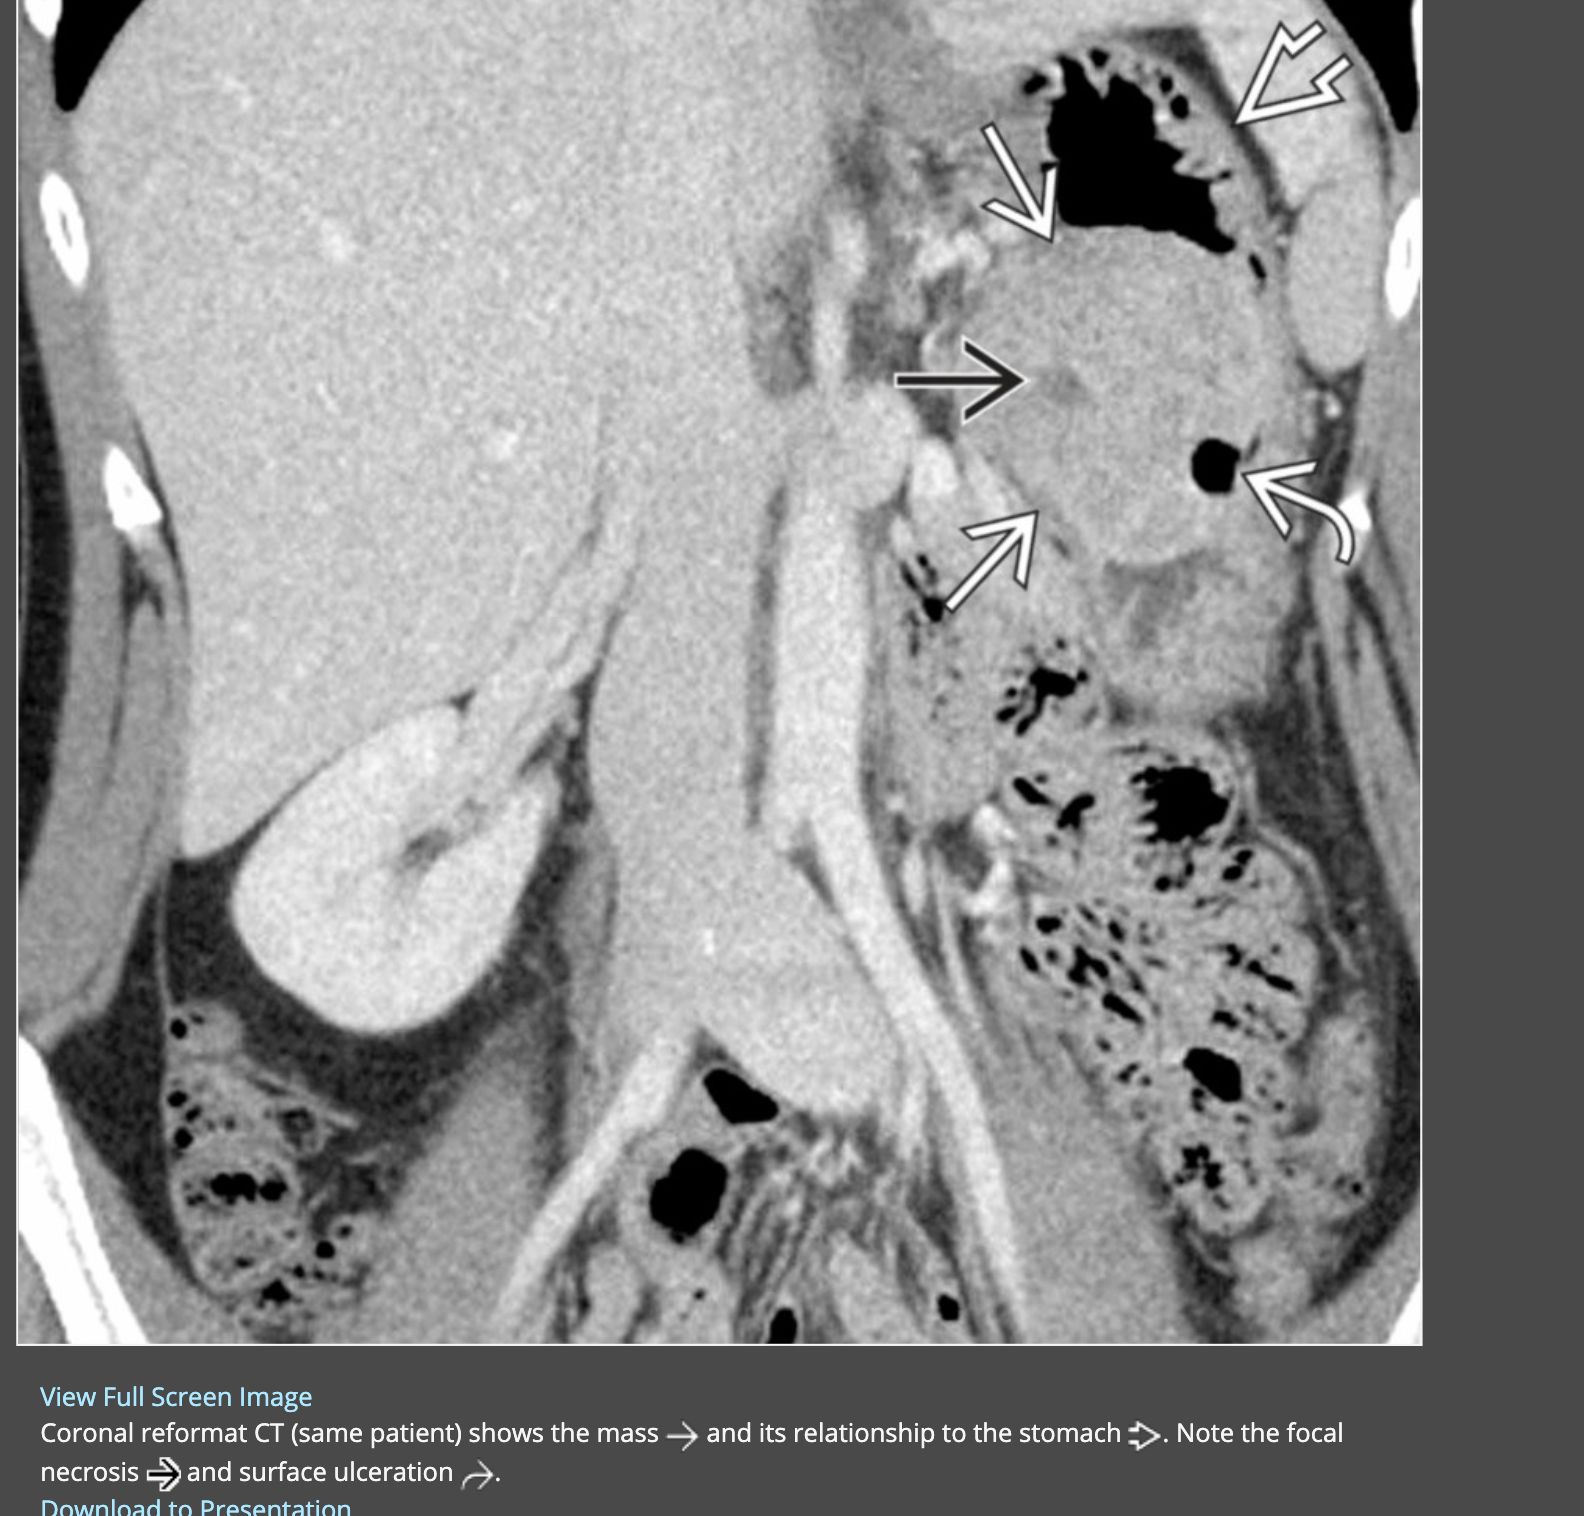 View Full Screen Image
Coronal reformat CT (same patient) shows the mass and its relationship to the stomach . Note the focal
necrosis and surface ulceration .
Download to Presentation